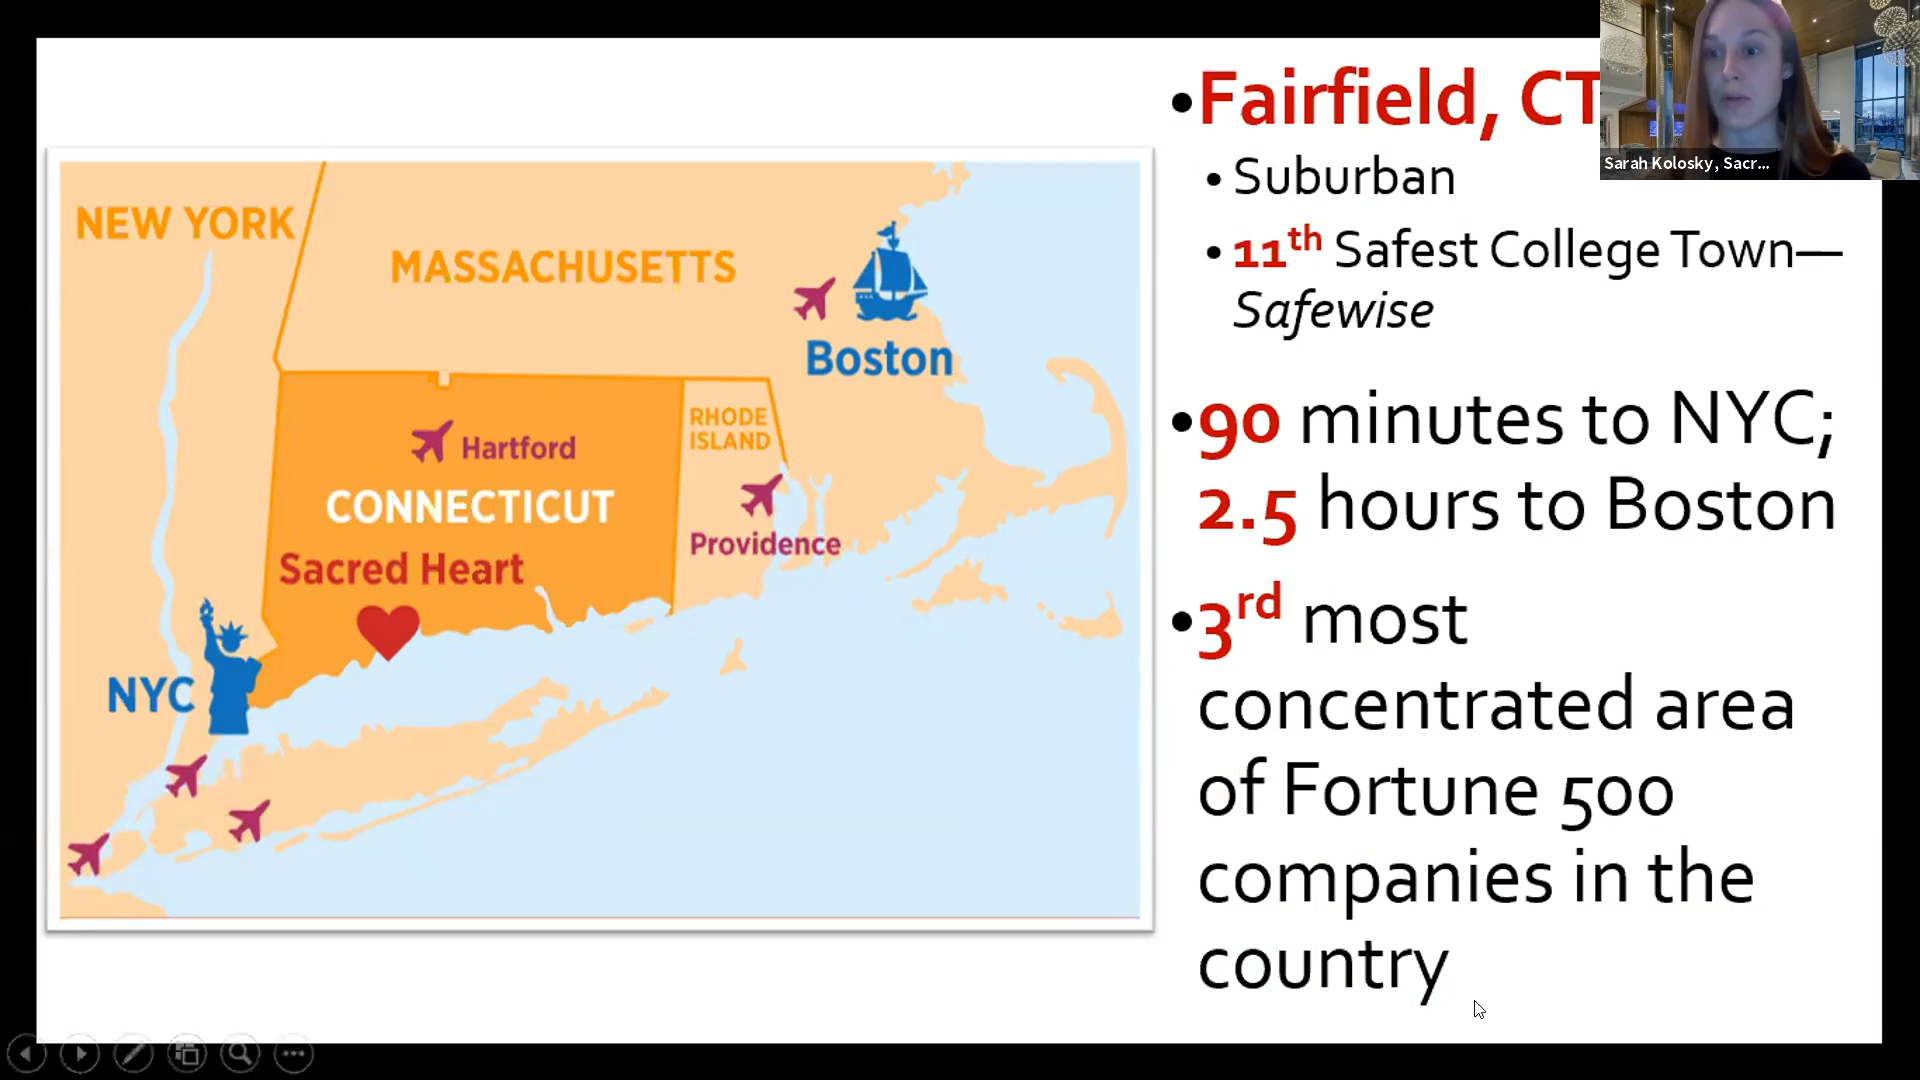 NEW YORK
MASSACHUSETTS
Boston
RHODE
ISLAND
Hartford
CONNECTICUT
Providence
Sacred Heart
NYC
•Fairfield, CT
• Suburban
• 11th Safest College Town—
Safewise
•90 minutes to NYC;
2.5 hours to Boston
•3rd most
concentrated area
of Fortune 500
companies in the
country
Sarah Kolosky, Sacr...